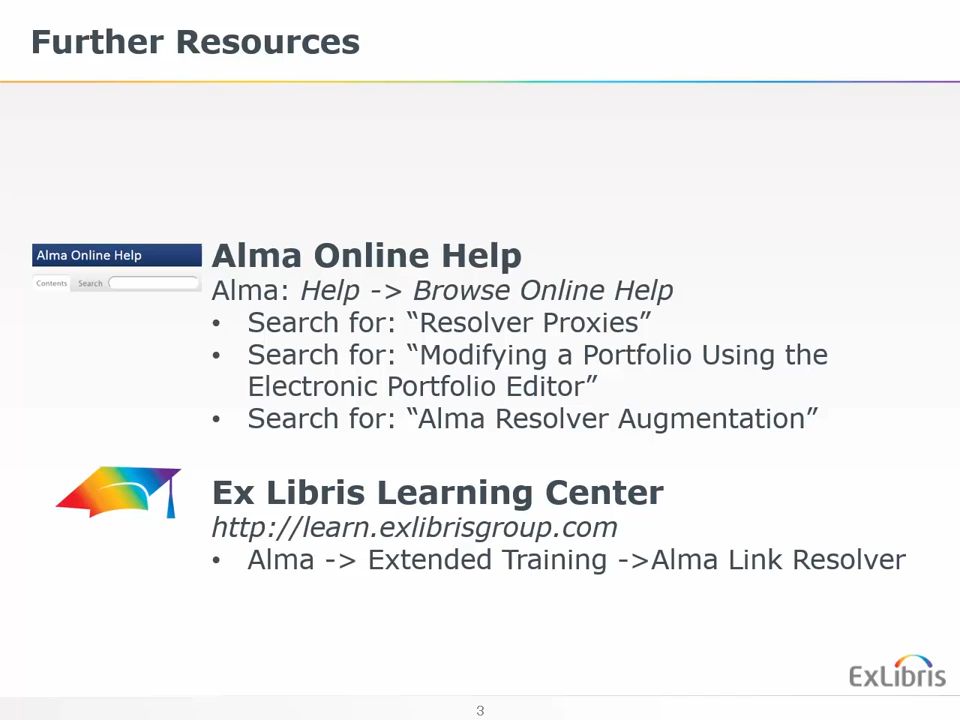 Further Resources
Alma Online Help
Contents Search
Alma Online Help
Alma: Help -> Browse Online Help
• Search for: “Resolver Proxies”
• Search for: “Modifying a Portfolio Using the
Electronic Portfolio Editor”
• Search for: “Alma Resolver Augmentation”
Ex Libris Learning Center
http://learn.exlibrisgroup.com
• Alma -> Extended Training ->Alma Link Resolver
ExLibris
3